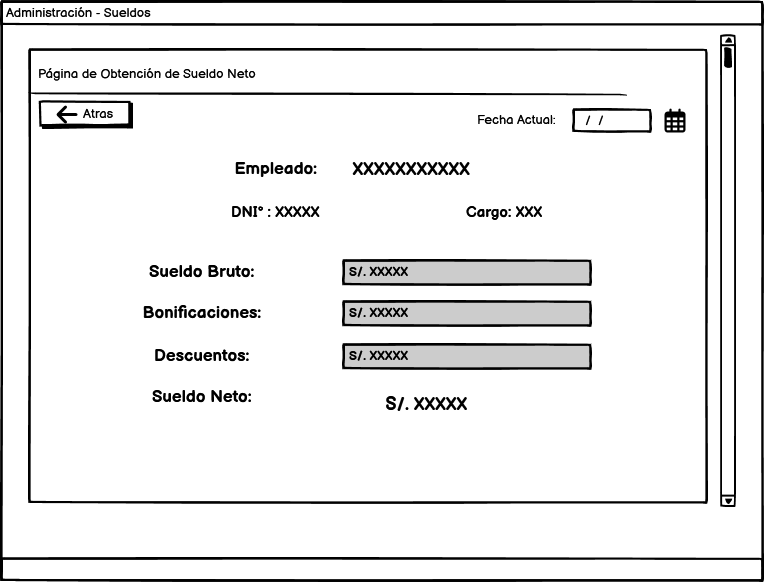 Administración - Sueldos
Página de Obtención de Sueldo Neto
Atras
Fecha Actual: / /
Empleado: XXXXXXXXXXX
DNI° : XXXXX Cargo: XXX
Sueldo Bruto: S/. XXXXX
Bonificaciones: S/. XXXXX
Descuentos: S/. XXXXX
Sueldo Neto: S/. XXXXX